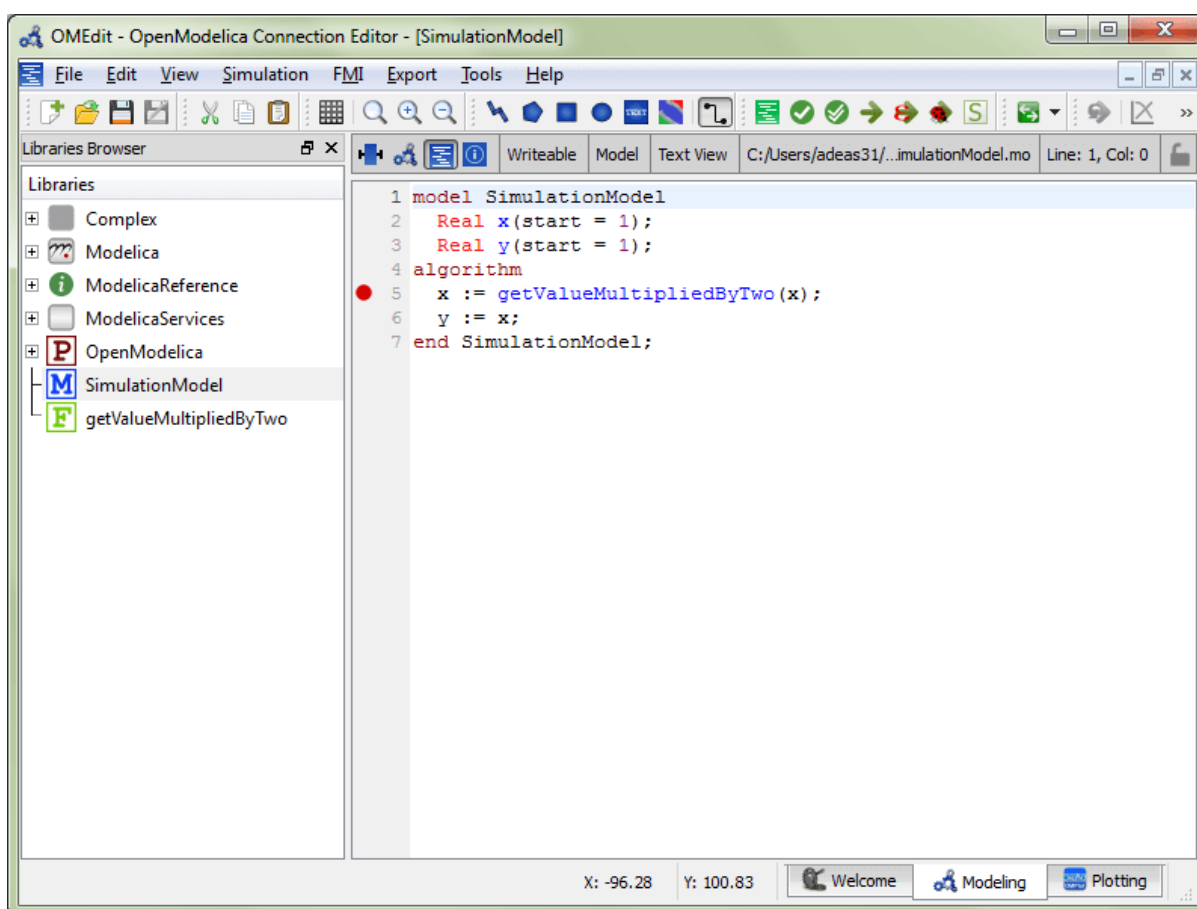 OMEdit - OpenModelica Connection Editor - [SimulationModel]
File Edit View Simulation FMI Export Tools Help
TEXT S »
Libraries Browser
Writeable Model Text View C:/Users/adeas31/...imulationModel.mo Line: 1, Col: 0
Libraries
Complex
Modelica
ModelicaReference
ModelicaServices
P OpenModelica
M SimulationModel
F getValueMultipliedByTwo
1 model SimulationModel
2 Real x(start = 1);
3 Real y(start = 1);
4 algorithm
5 x := getValueMultipliedByTwo(x);
6 y := x;
7 end SimulationModel;
X: -96.28 Y: 100.83 Welcome Modeling Plotting